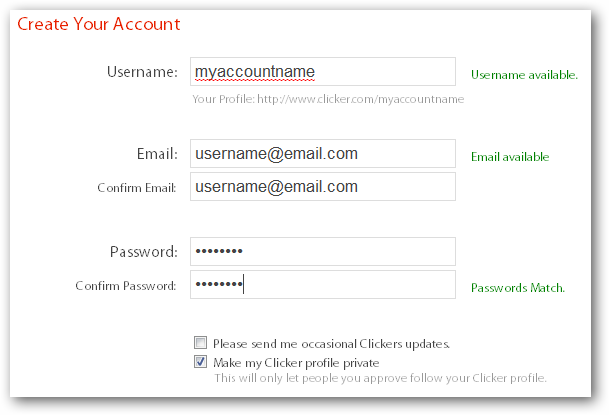 Create Your Account
Username: myaccountname Username available.
Your Profile: http://www.clicker.com/myaccountname
Email: username@email.com Email available
Confirm Email: username@email.com
Password: ••••••••
Confirm Password: •••••••• Passwords Match.
Please send me occasional Clickers updates.
Make my Clicker profile private
This will only let people you approve follow your Clicker profile.